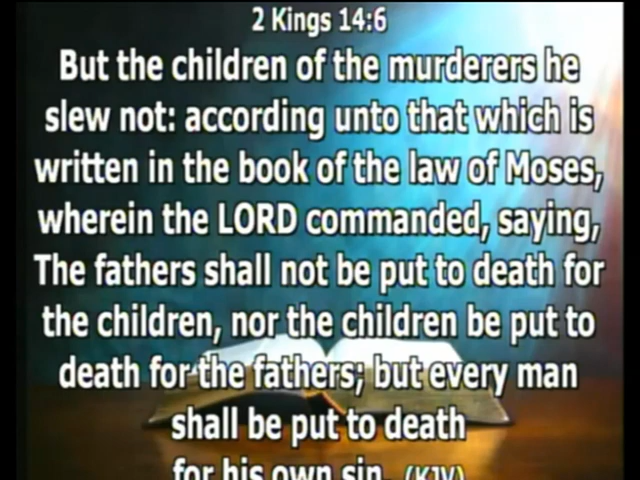 2 Kings 14:6
But the children of the murderers he
slew not: according unto that which is
written in the book of the law of Moses,
wherein the LORD commanded, saying,
The fathers shall not be put to death for
the children, nor the children be put to
death for the fathers; but every man
shall be put to death
for his own sin. (KJV)